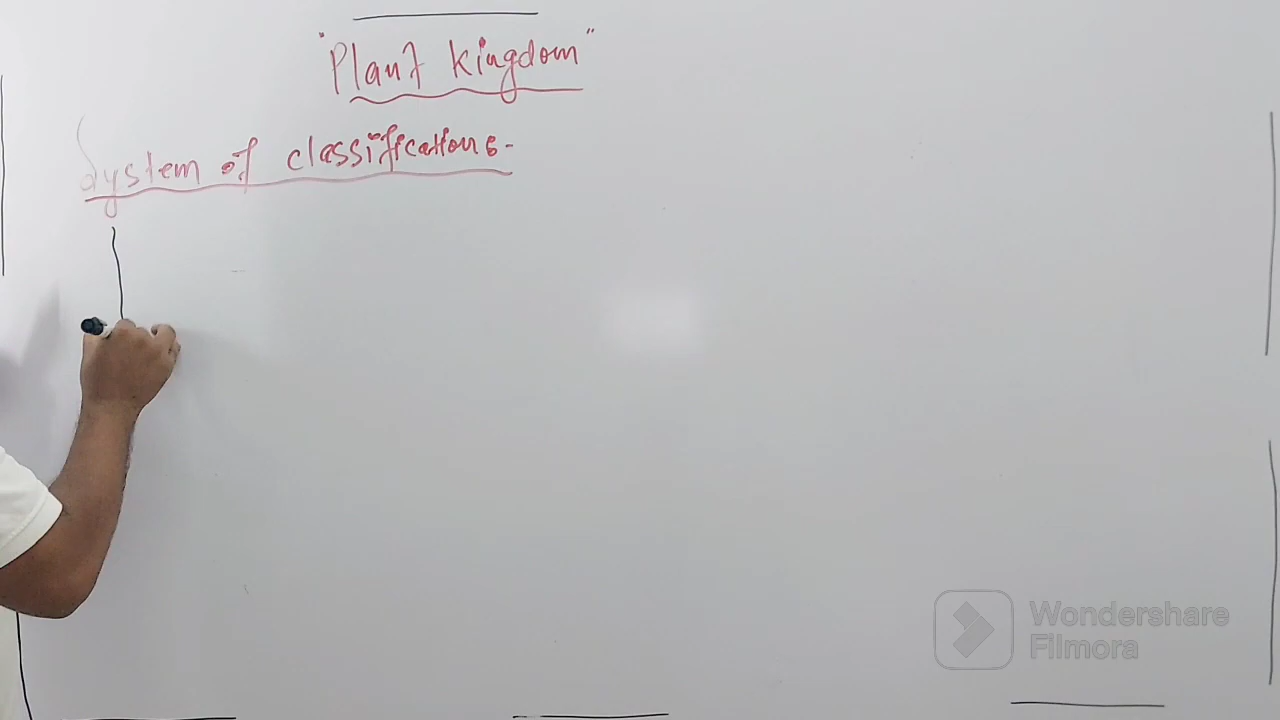 "Plant kingdom"
System of classification :-
Wondershare
Filmora